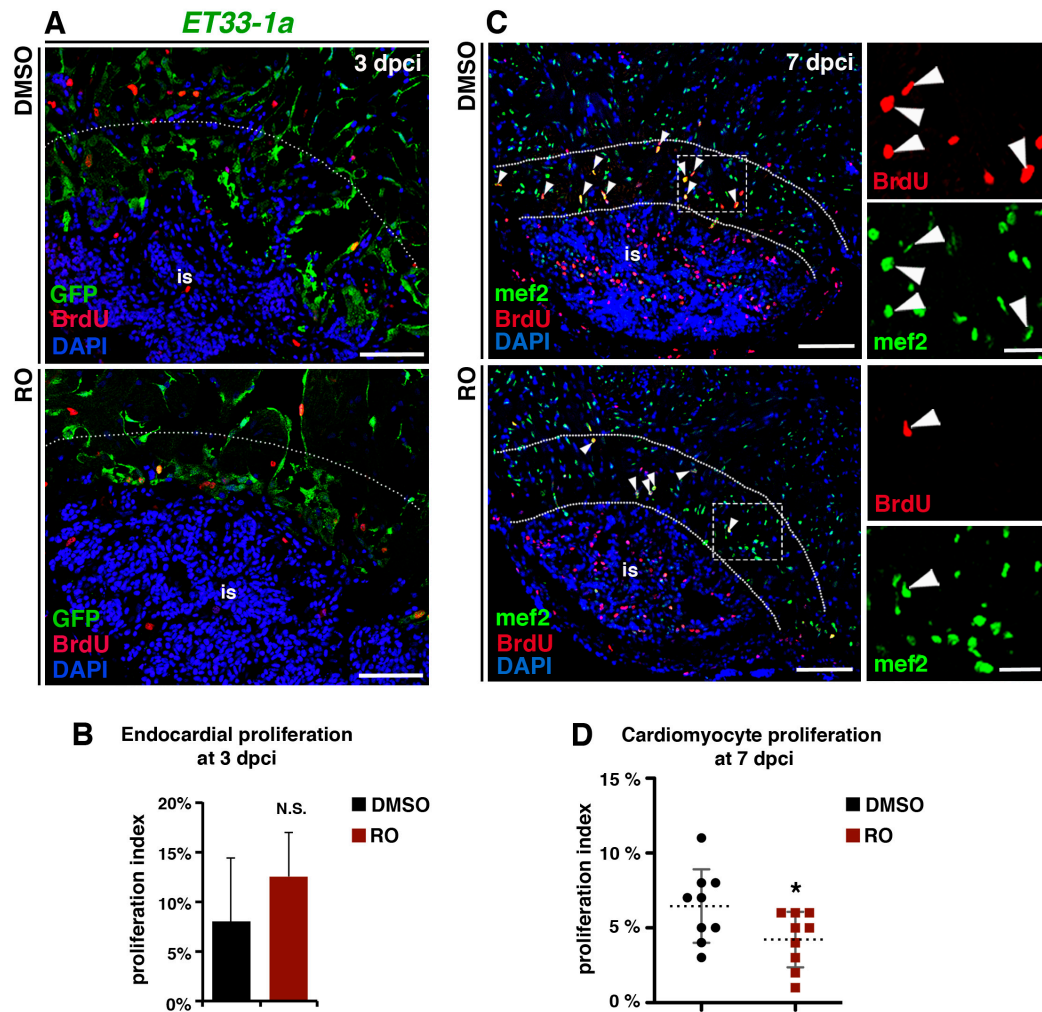 A
ET33-1a
DMSO
3 dpci
is
GFP
BrdU
DAPI
RO
is
GFP
BrdU
DAPI
C
DMSO
7 dpci
is
mef2
BrdU
DAPI
BrdU
mef2
RO
is
mef2
BrdU
DAPI
BrdU
mef2
B
Endocardial proliferation
at 3 dpci
proliferation index
20%
15%
10%
5%
0%
N.S.
DMSO
RO
D
Cardiomyocyte proliferation
at 7 dpci
proliferation index
15 %
10 %
5 %
0 %
*
DMSO
RO